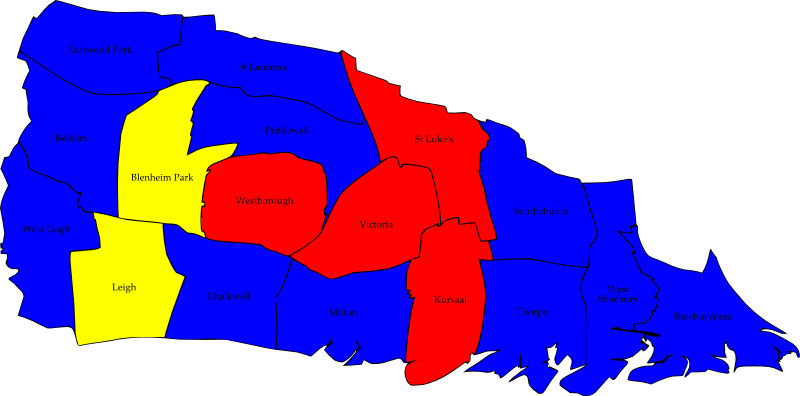 Eastwood Park
St Laurence
Belfairs
Prittlewell
St Luke's
Blenheim Park
Westborough
Southchurch
West Leigh
Victoria
Leigh
Chalkwell
Milton
Kursaal
Thorpe
West
Shoebury
Shoeburyness